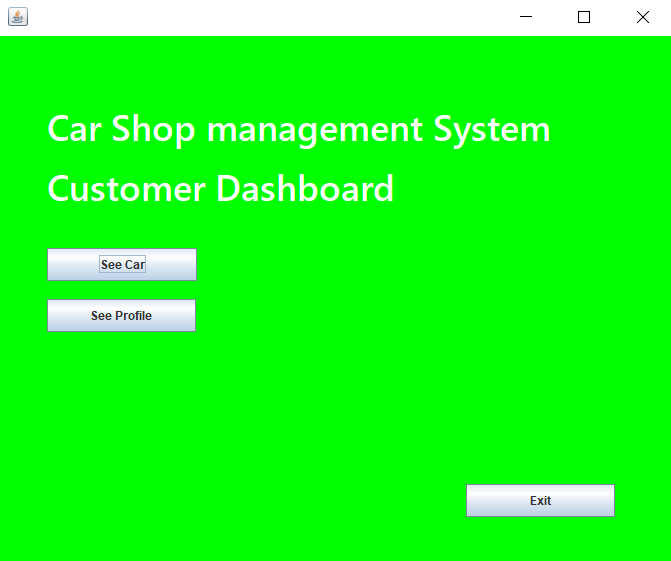 Car Shop management System
Customer Dashboard
See Car
See Profile
Exit